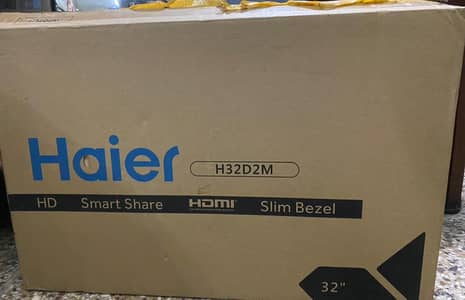 Haier
H32D2M
HD Smart Share HDMI Slim Bezel
32"